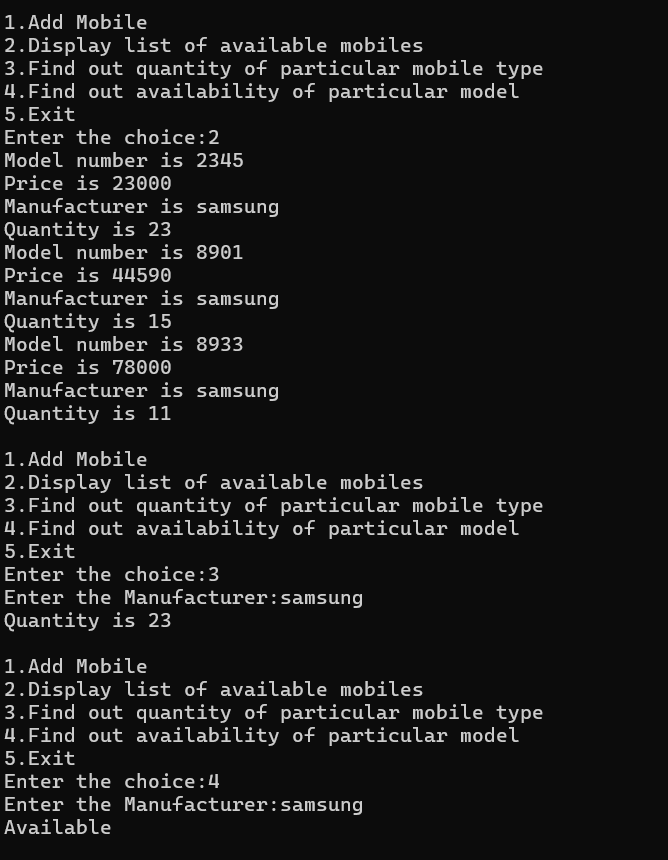 1.Add Mobile
2.Display list of available mobiles
3.Find out quantity of particular mobile type
4.Find out availability of particular model
5.Exit
Enter the choice:2
Model number is 2345
Price is 23000
Manufacturer is samsung
Quantity is 23
Model number is 8901
Price is 44590
Manufacturer is samsung
Quantity is 15
Model number is 8933
Price is 78000
Manufacturer is samsung
Quantity is 11

1.Add Mobile
2.Display list of available mobiles
3.Find out quantity of particular mobile type
4.Find out availability of particular model
5.Exit
Enter the choice:3
Enter the Manufacturer:samsung
Quantity is 23

1.Add Mobile
2.Display list of available mobiles
3.Find out quantity of particular mobile type
4.Find out availability of particular model
5.Exit
Enter the choice:4
Enter the Manufacturer:samsung
Available